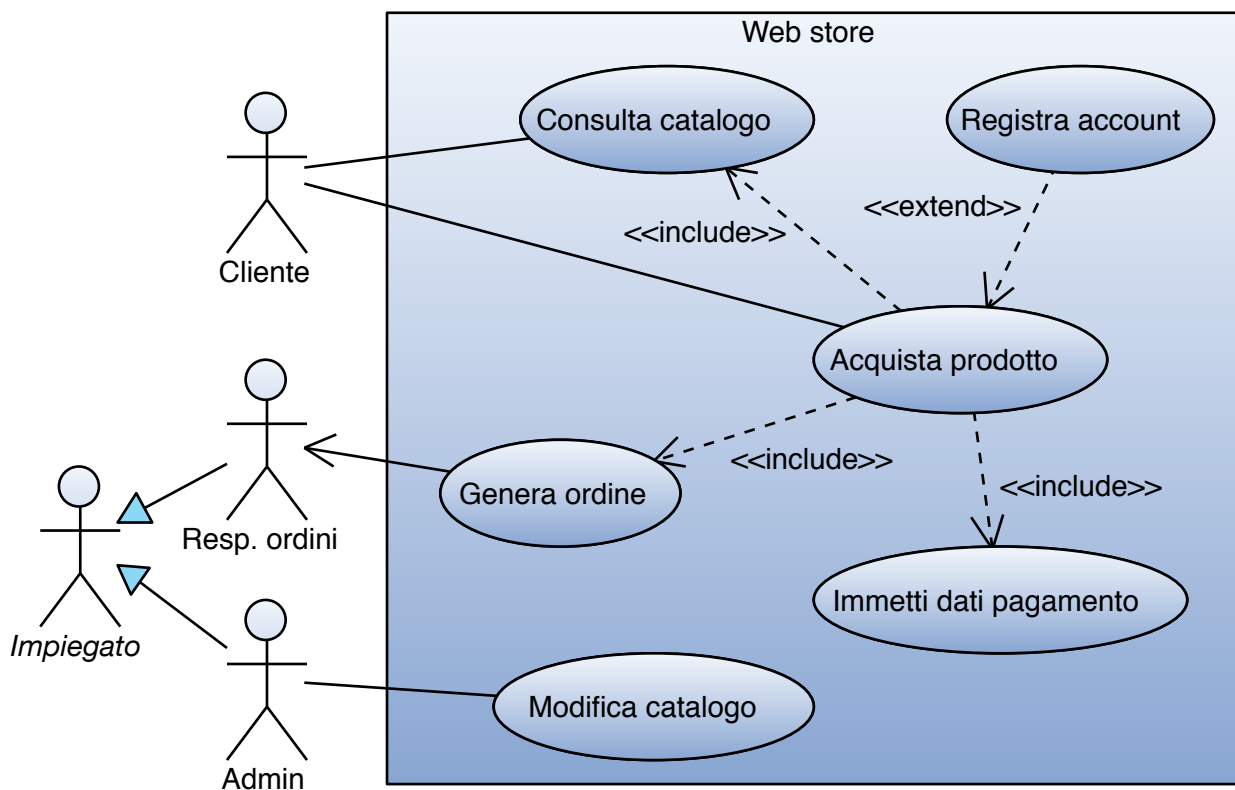 Web store
Consulta catalogo
Registra account
<<extend>>
<<include>>
Cliente
Acquista prodotto
<<include>>
Genera ordine
<<include>>
Resp. ordini
Immetti dati pagamento
Impiegato
Modifica catalogo
Admin